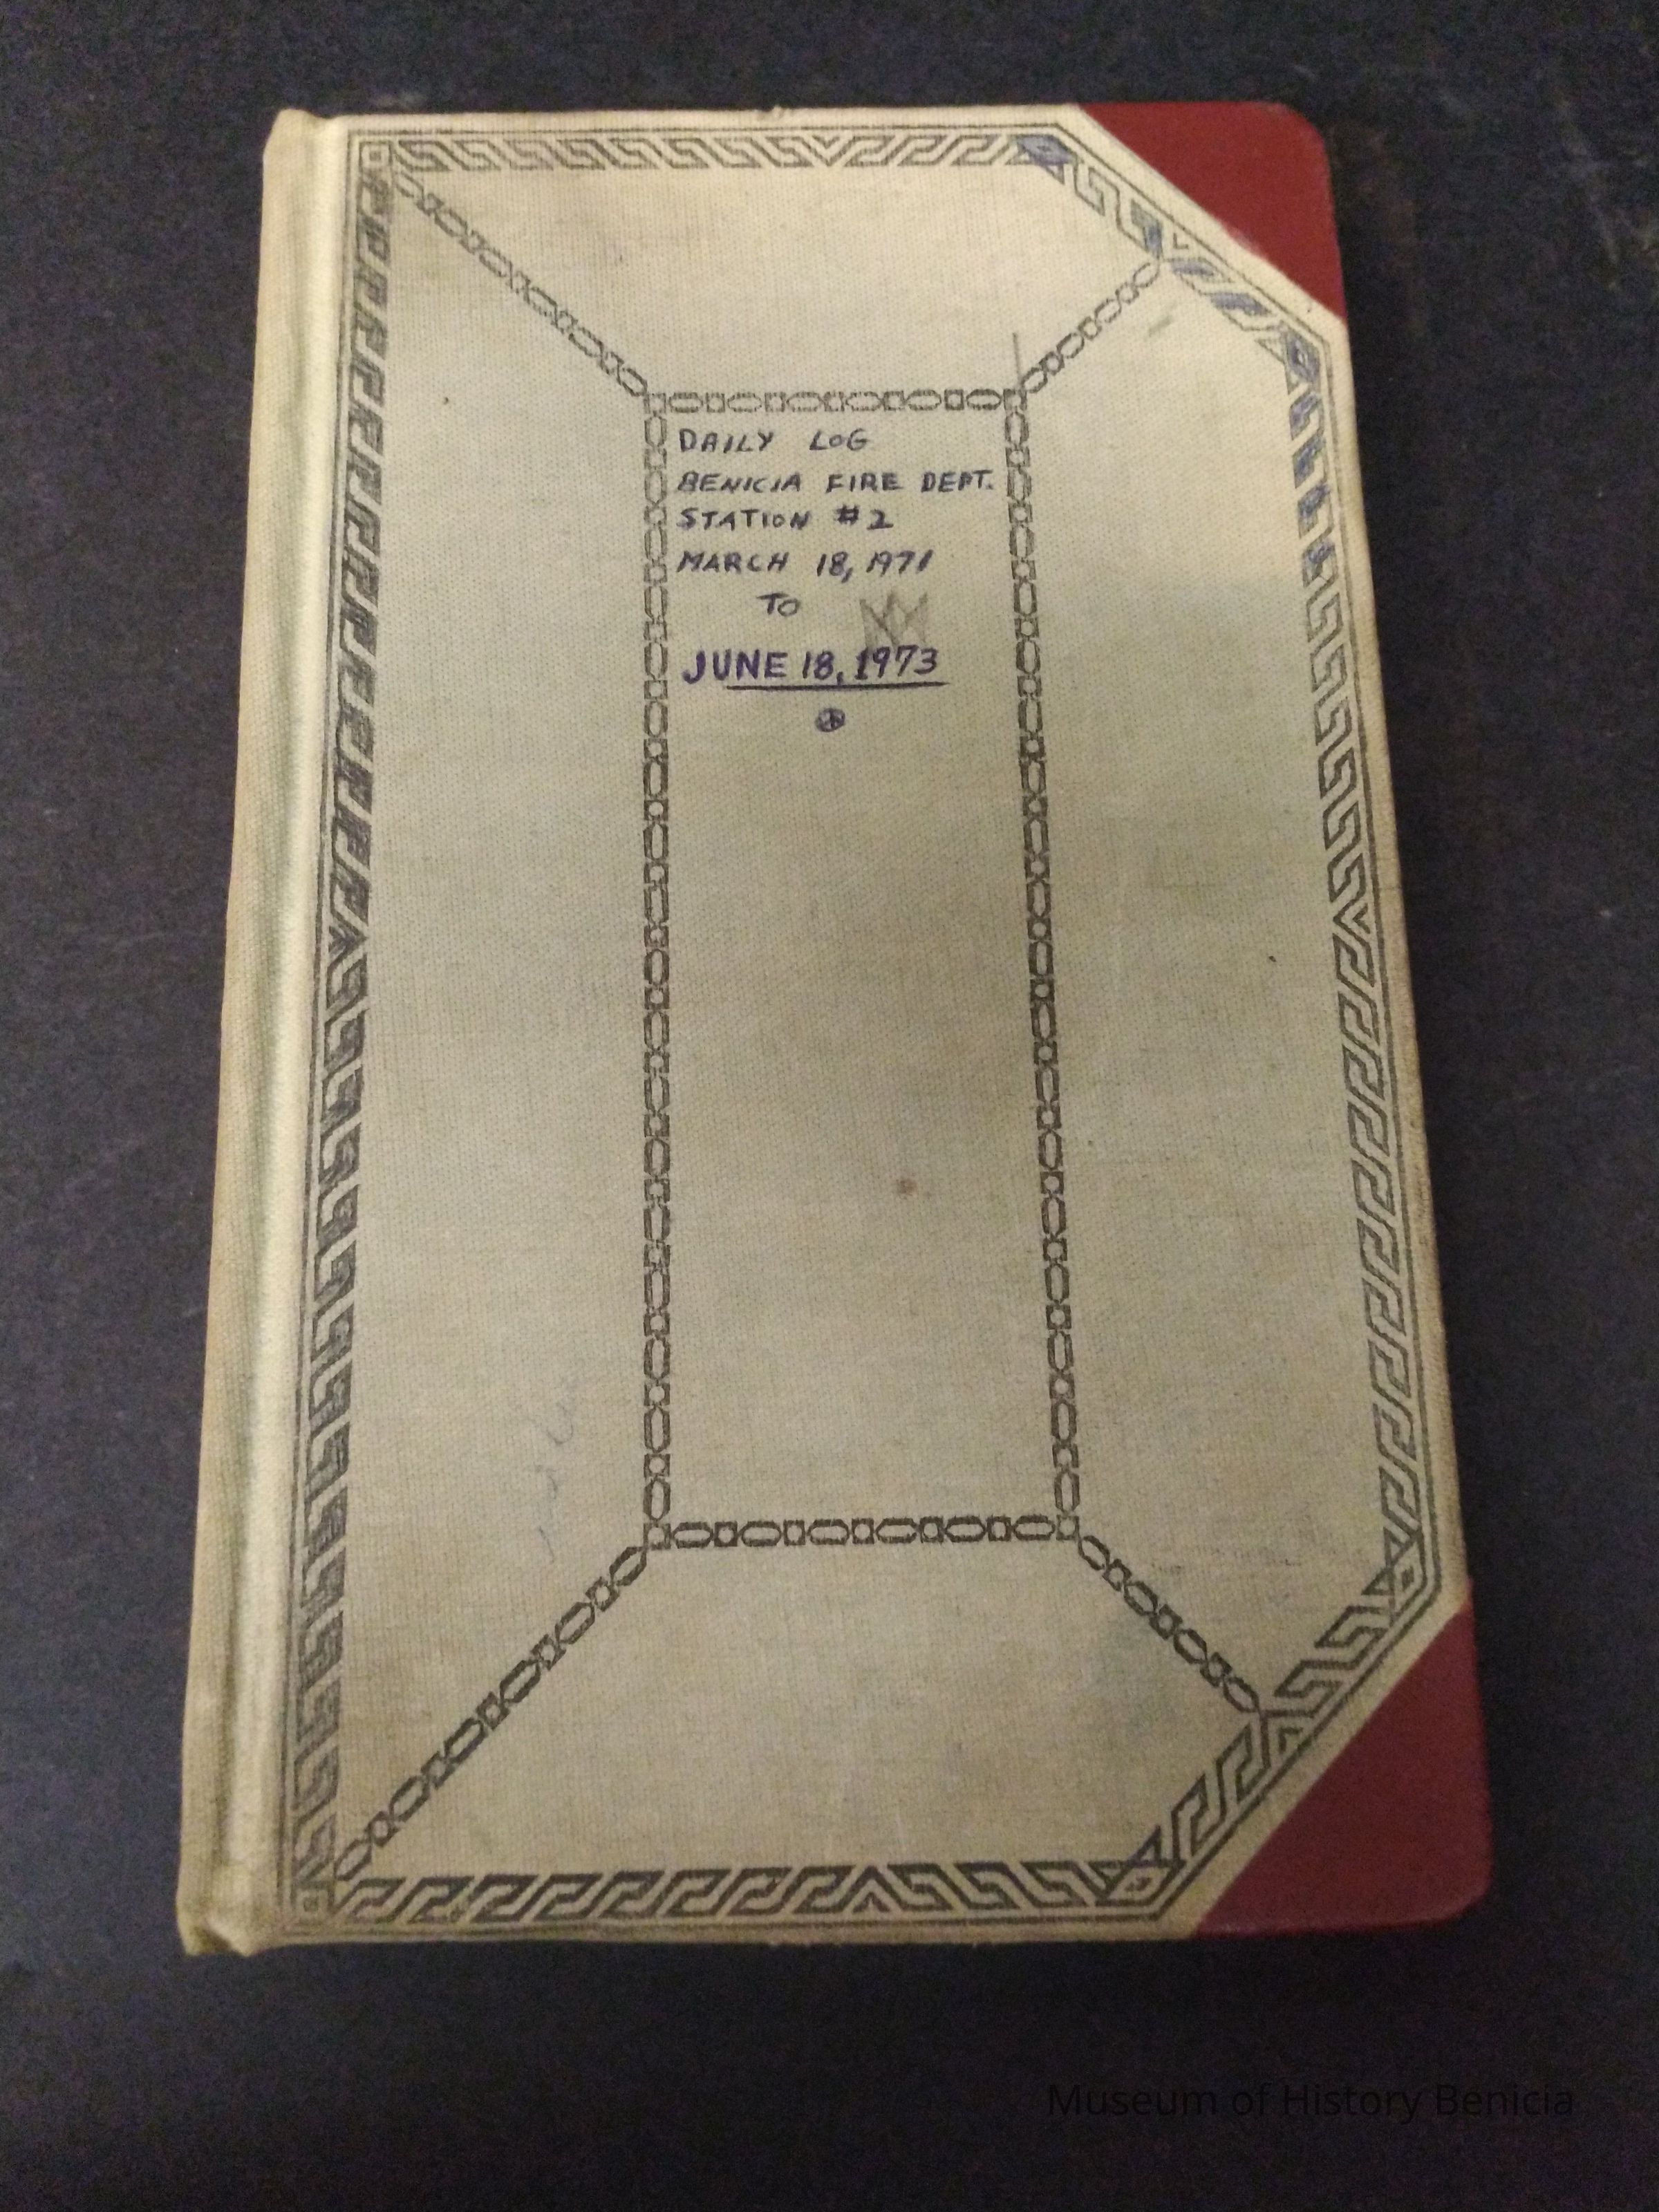 DAILY LOG
BENICIA FIRE DEPT.
STATION #2
MARCH 18, 1971
TO
JUNE 18, 1973
Museum of History Benicia